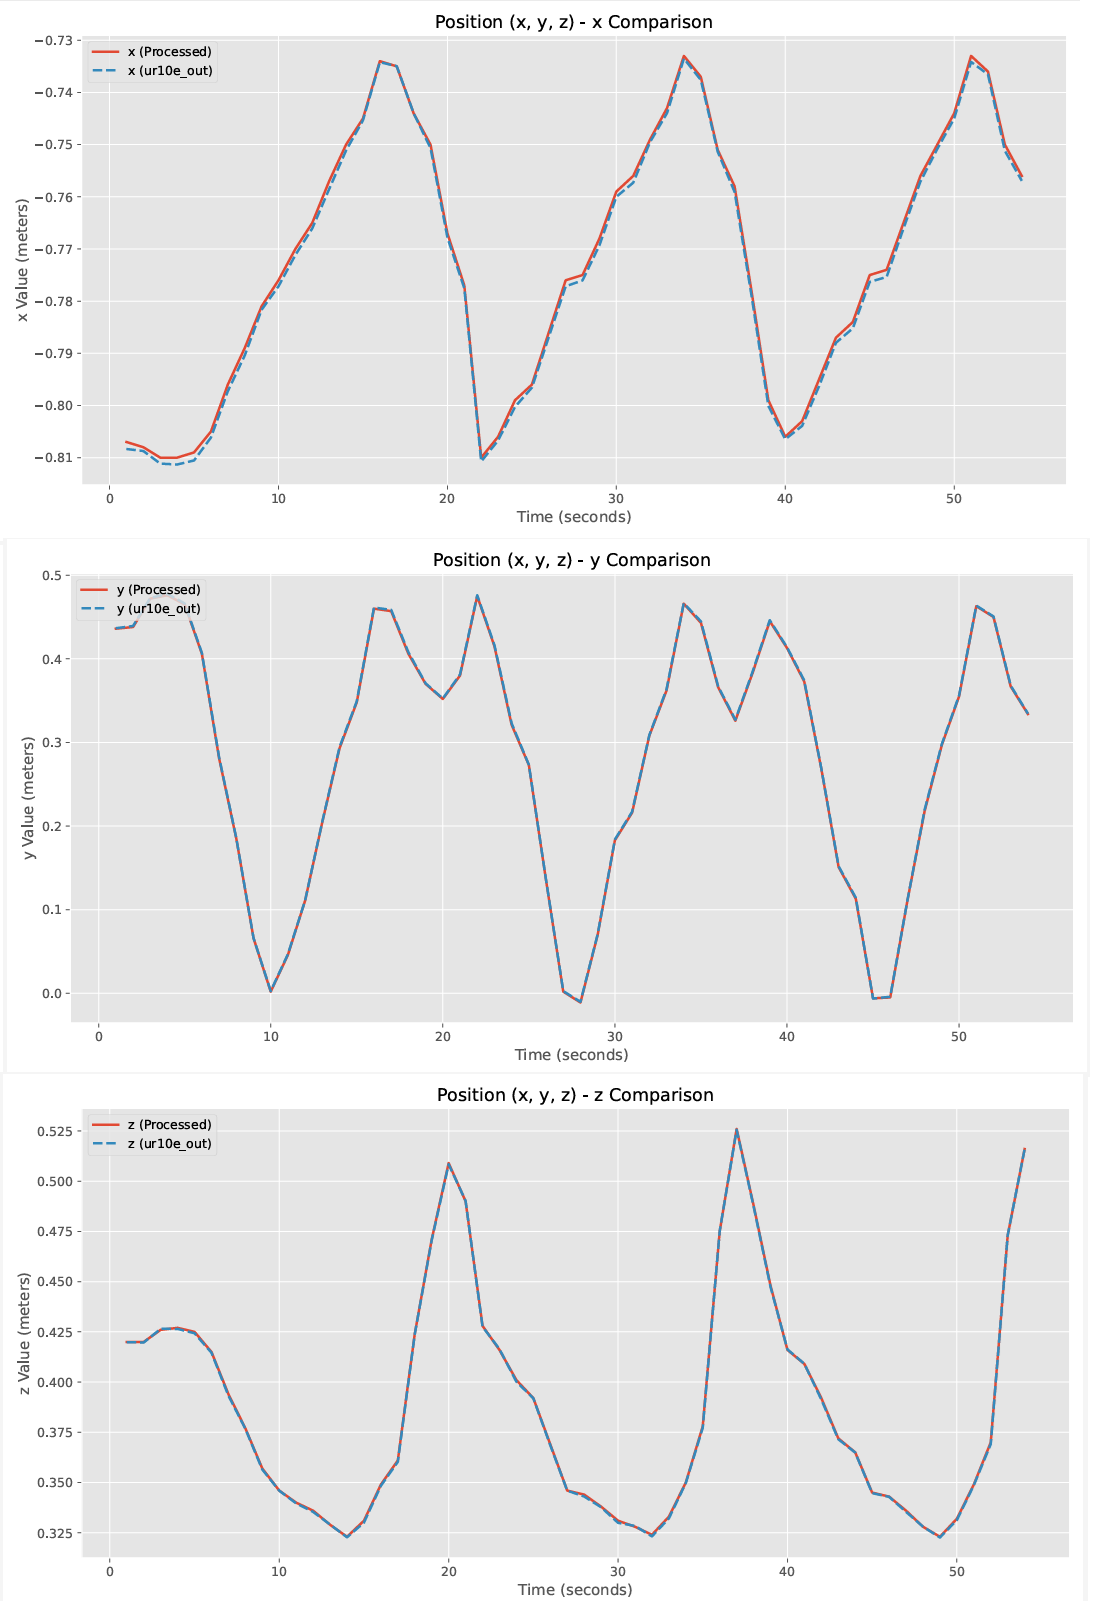 Position (x, y, z) - x Comparison
x (Processed)
x (ur10e_out)
−0.73
−0.74
−0.75
−0.76
−0.77
−0.78
−0.79
−0.80
−0.81
x Value (meters)
0 10 20 30 40 50
Time (seconds)
Position (x, y, z) - y Comparison
y (Processed)
y (ur10e_out)
0.5
0.4
0.3
0.2
0.1
0.0
y Value (meters)
0 10 20 30 40 50
Time (seconds)
Position (x, y, z) - z Comparison
z (Processed)
z (ur10e_out)
0.525
0.500
0.475
0.450
0.425
0.400
0.375
0.350
0.325
z Value (meters)
0 10 20 30 40 50
Time (seconds)